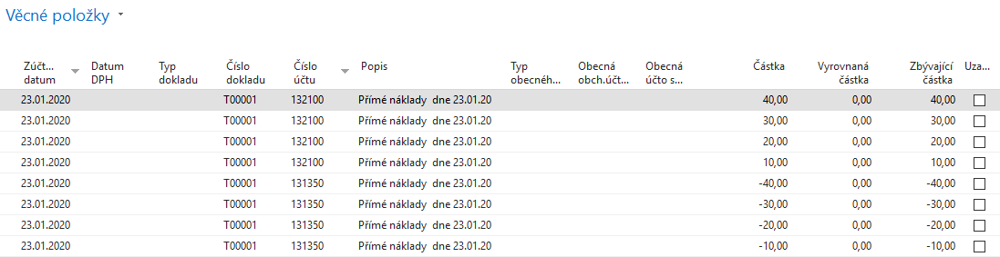 Věcné položky
Zúčt... datum Datum DPH Typ dokladu Číslo dokladu Číslo účtu Popis Typ obecnéh... Obecná obch.účt... Obecná účto s... Částka Vyrovnaná částka Zbývající částka Uza...
23.01.2020 T00001 132100 Přímé náklady dne 23.01.20 40,00 0,00 40,00
23.01.2020 T00001 132100 Přímé náklady dne 23.01.20 30,00 0,00 30,00
23.01.2020 T00001 132100 Přímé náklady dne 23.01.20 20,00 0,00 20,00
23.01.2020 T00001 132100 Přímé náklady dne 23.01.20 10,00 0,00 10,00
23.01.2020 T00001 131350 Přímé náklady dne 23.01.20 -40,00 0,00 -40,00
23.01.2020 T00001 131350 Přímé náklady dne 23.01.20 -30,00 0,00 -30,00
23.01.2020 T00001 131350 Přímé náklady dne 23.01.20 -20,00 0,00 -20,00
23.01.2020 T00001 131350 Přímé náklady dne 23.01.20 -10,00 0,00 -10,00